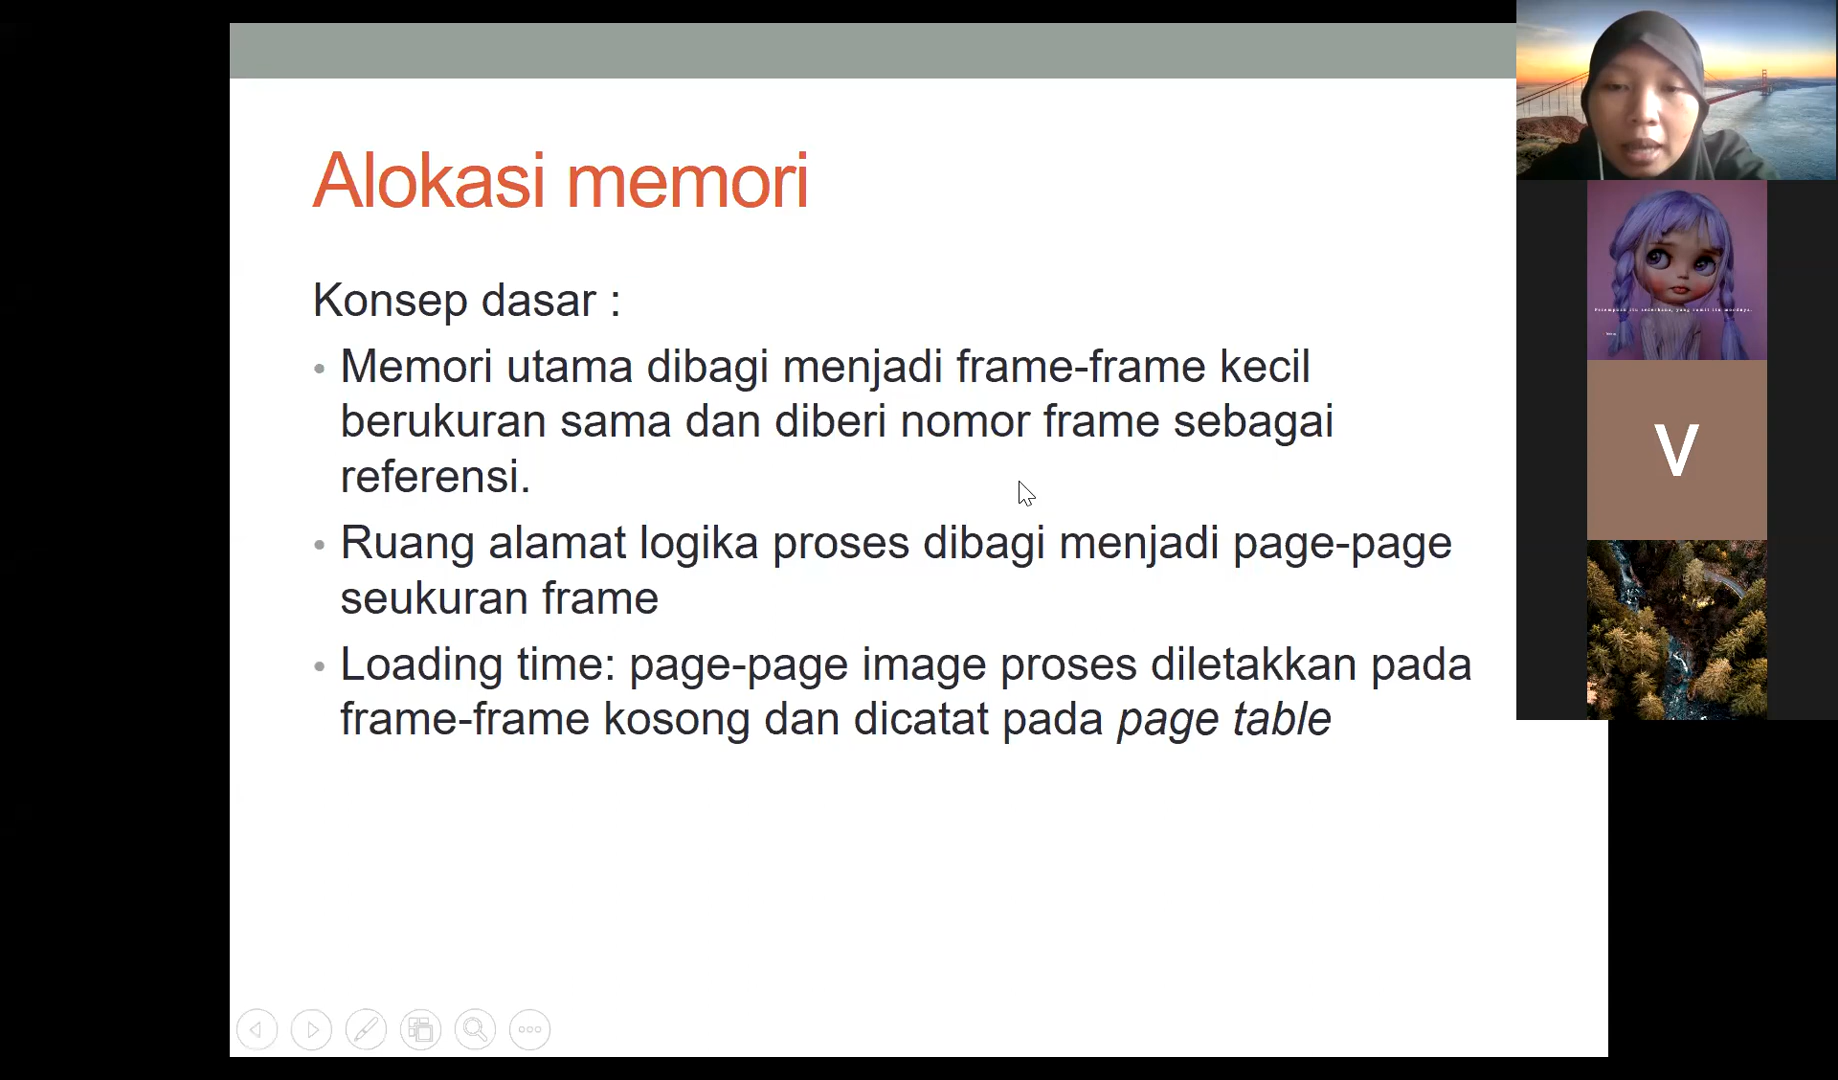 Alokasi memori
Konsep dasar :
• Memori utama dibagi menjadi frame-frame kecil
berukuran sama dan diberi nomor frame sebagai
referensi.
• Ruang alamat logika proses dibagi menjadi page-page
seukuran frame
• Loading time: page-page image proses diletakkan pada
frame-frame kosong dan dicatat pada page table
V